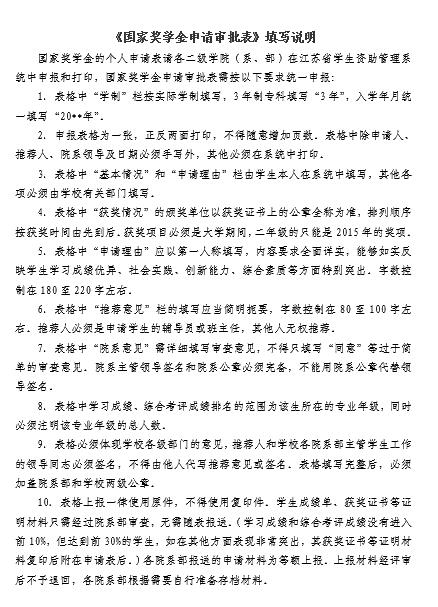 《国家奖学金申请审批表》填写说明
国家奖学金的个人申请表请各二级学院（系、部）在江苏省学生资助管理系
统中申报和打印，国家奖学金申请审批表需按以下要求统一申报：
1. 表格中“学制”栏按实际学制填写，3年制专科填写“3年”，入学年月统
一填写“20**年”。
2. 申报表格为一张，正反两面打印，不得随意增加页数。表格中除申请人、
推荐人、院系领导及日期必须手写外，其他必须在系统中打印。
3. 表格中“基本情况”和“申请理由”栏由学生本人在系统中填写，其他各
项必须由学校有关部门填写。
4. 表格中“获奖情况”的颁奖单位以获奖证书上的公章全称为准，排列顺序
按获奖时间由先到后。获奖项目必须是大学期间，二年级的只能是2015年的奖项。
5. 表格中“申请理由”应以第一人称填写，内容要求全面详实，能够如实反
映学生学习成绩优异、社会实践、创新能力、综合素质等方面特别突出。字数控
制在180至220字左右。
6. 表格中“推荐意见”栏的填写应当简明扼要，字数控制在80至100字左
右。推荐人必须是申请学生的辅导员或班主任，其他人无权推荐。
7. 表格中“院系意见”需详细填写审查意见，不得只填写“同意”等过于简
单的审查意见。院系主管领导签名和院系公章必须完备，不能用院系公章代替领
导签名。
8. 表格中学习成绩、综合考评成绩排名的范围为该生所在的专业年级，同时
必须注明该专业年级的总人数。
9. 表格必须体现学校各级部门的意见，推荐人和学校各院系部主管学生工作
的领导同志必须签名，不得由他人代写推荐意见或签名。表格填写完整后，必须
加盖院系部和学校两级公章。
10. 表格上报一律使用原件，不得使用复印件。学生成绩单、获奖证书等证
明材料只需经过院系部审查，无需随表报送。（学习成绩和综合考评成绩没有进入
前10%，但达到前30%的学生，如在其他方面表现非常突出，其获奖证书等证明材
料复印后附在申请表后。）各院系部报送的申请材料为等额上报。上报材料经评审
后不予退回，各院系部根据需要自行准备存档材料。